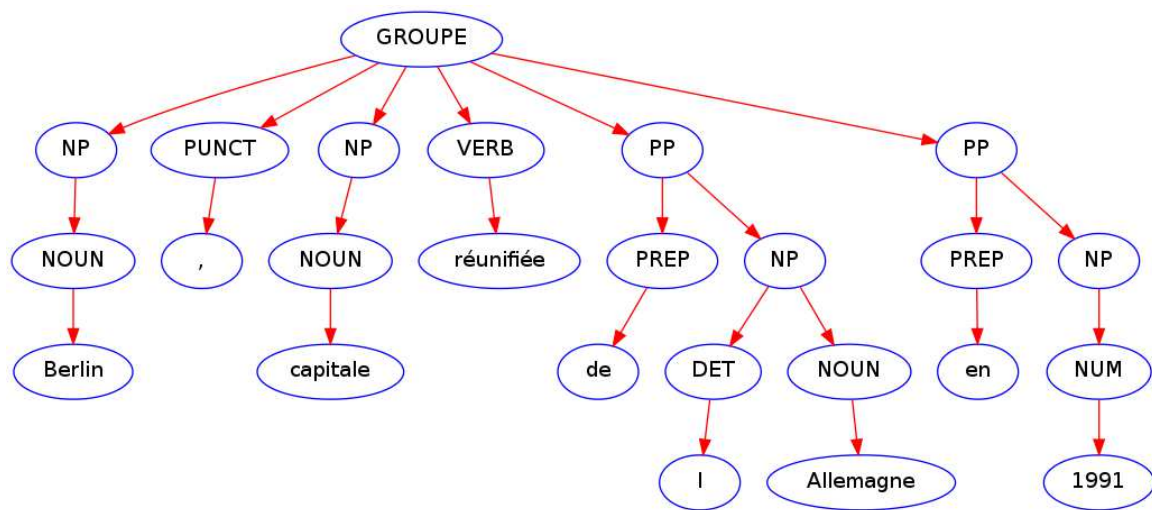 GROUPE
NP PUNCT NP VERB PP PP
NOUN , NOUN réunifiée PREP NP PREP NP
Berlin capitale de DET NOUN en NUM
l Allemagne 1991